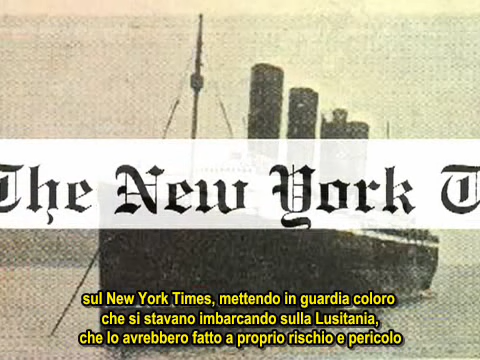 The New York T
sul New York Times, mettendo in guardia coloro
che si stavano imbarcando sulla Lusitania,
che lo avrebbero fatto a proprio rischio e pericolo